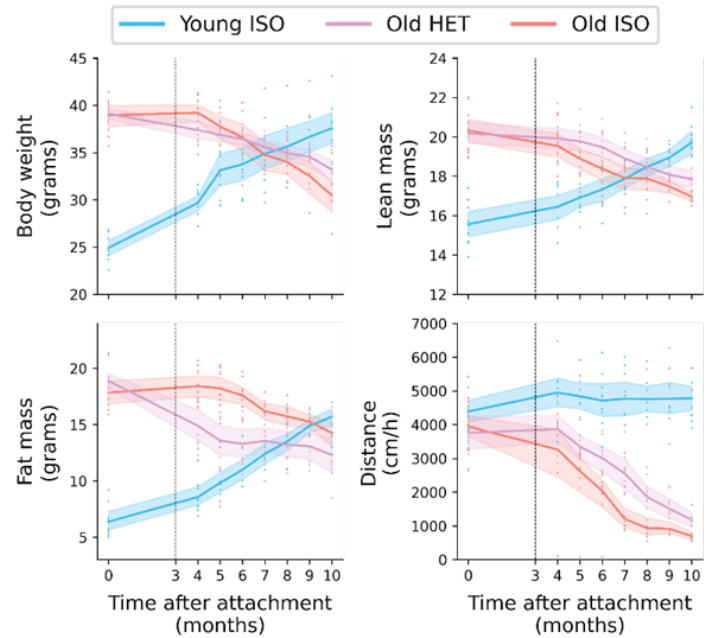 Young ISO Old HET Old ISO
45
40
35
30
25
20
Body weight
(grams)
24
22
20
18
16
14
12
Lean mass
(grams)
20
15
10
5
Fat mass
(grams)
0 3 4 5 6 7 8 9 10
Time after attachment
(months)
7000
6000
5000
4000
3000
2000
1000
0
Distance
(cm/h)
0 3 4 5 6 7 8 9 10
Time after attachment
(months)